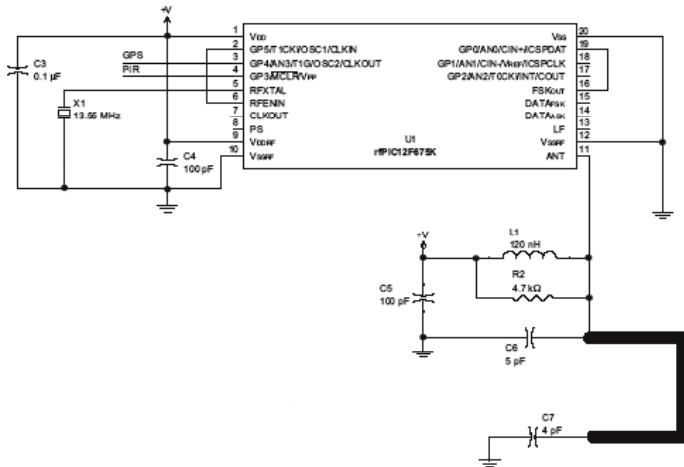 +V
C3
0.1 µF
GPS
PIR
X1
13.56 MHz
C4
100 pF
1
2
3
4
5
6
7
8
9
10
VDD
GP5/T1CKI/OSC1/CLKIN
GP4/AN3/T1G/OSC2/CLKOUT
GP3/MCLR/VPP
RFXTAL
RFENIN
CLKOUT
PS
VDDRF
VSSRF
U1
rfPIC12F675K
VSS
GP0/AN0/CIN+/ICSPDAT
GP1/AN1/CIN-/VREF/ICSPCLK
GP2/AN2/T0CKI/INT/COUT
FSKOUT
DATAFSK
DATAASK
LF
VSSRF
ANT
20
19
18
17
16
15
14
13
12
11
+V
L1
120 nH
R2
4.7 kΩ
C5
100 pF
C6
5 pF
C7
4 pF